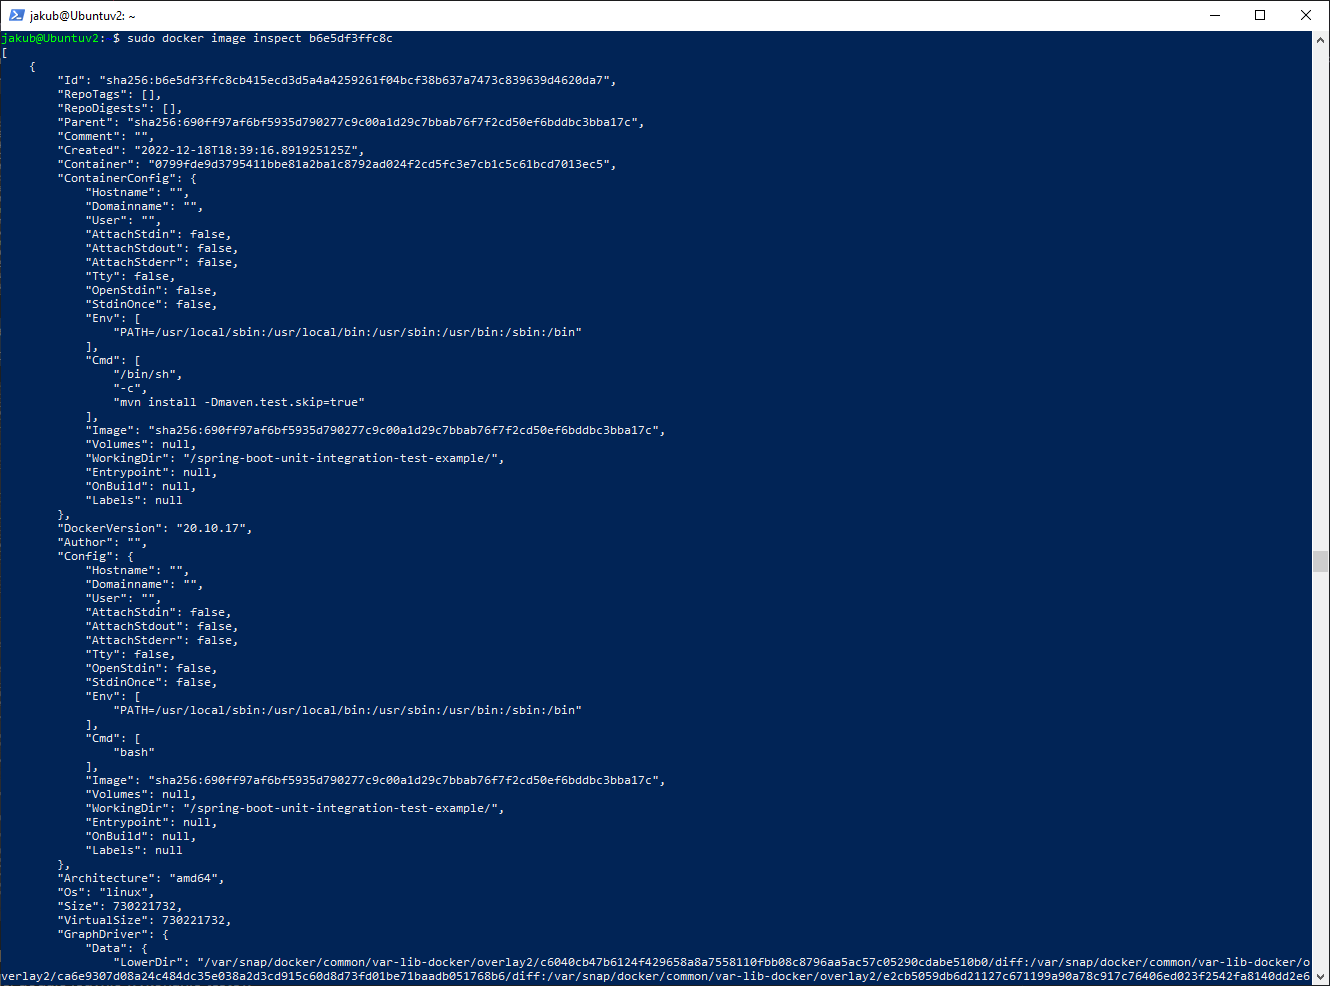 jakub@Ubuntuv2: ~
jakub@Ubuntuv2: $ sudo docker image inspect b6e5df3ffc8c
[
    {
        "Id": "sha256:b6e5df3ffc8cb415ecd3d5a4a4259261f04bcf38b637a7473c839639d4620da7",
        "RepoTags": [],
        "RepoDigests": [],
        "Parent": "sha256:690ff97af6bf5935d790277c9c00a1d29c7bbab76f7f2cd50ef6bddbc3bba17c",
        "Comment": "",
        "Created": "2022-12-18T18:39:16.891925125Z",
        "Container": "0799fde9d3795411bbe81a2ba1c8792ad024f2cd5fc3e7cb1c5c61bcd7013ec5",
        "ContainerConfig": {
            "Hostname": "",
            "Domainname": "",
            "User": "",
            "AttachStdin": false,
            "AttachStdout": false,
            "AttachStderr": false,
            "Tty": false,
            "OpenStdin": false,
            "StdinOnce": false,
            "Env": [
                "PATH=/usr/local/sbin:/usr/local/bin:/usr/sbin:/usr/bin:/sbin:/bin"
            ],
            "Cmd": [
                "/bin/sh",
                "-c",
                "mvn install -Dmaven.test.skip=true"
            ],
            "Image": "sha256:690ff97af6bf5935d790277c9c00a1d29c7bbab76f7f2cd50ef6bddbc3bba17c",
            "Volumes": null,
            "WorkingDir": "/spring-boot-unit-integration-test-example/",
            "Entrypoint": null,
            "OnBuild": null,
            "Labels": null
        },
        "DockerVersion": "20.10.17",
        "Author": "",
        "Config": {
            "Hostname": "",
            "Domainname": "",
            "User": "",
            "AttachStdin": false,
            "AttachStdout": false,
            "AttachStderr": false,
            "Tty": false,
            "OpenStdin": false,
            "StdinOnce": false,
            "Env": [
                "PATH=/usr/local/sbin:/usr/local/bin:/usr/sbin:/usr/bin:/sbin:/bin"
            ],
            "Cmd": [
                "bash"
            ],
            "Image": "sha256:690ff97af6bf5935d790277c9c00a1d29c7bbab76f7f2cd50ef6bddbc3bba17c",
            "Volumes": null,
            "WorkingDir": "/spring-boot-unit-integration-test-example/",
            "Entrypoint": null,
            "OnBuild": null,
            "Labels": null
        },
        "Architecture": "amd64",
        "Os": "linux",
        "Size": 730221732,
        "VirtualSize": 730221732,
        "GraphDriver": {
            "Data": {
                "LowerDir": "/var/snap/docker/common/var-lib-docker/overlay2/c6040cb47b6124f429658a8a7558110fbb08c8796aa5ac57c05290cdabe510b0/diff:/var/snap/docker/common/var-lib-docker/o
verlay2/ca6e9307d08a24c484dc35e038a2d3cd915c60d8d73fd01be71baadb051768b6/diff:/var/snap/docker/common/var-lib-docker/overlay2/e2cb5059db6d21127c671199a90a78c917c76406ed023f2542fa8140dd2e6